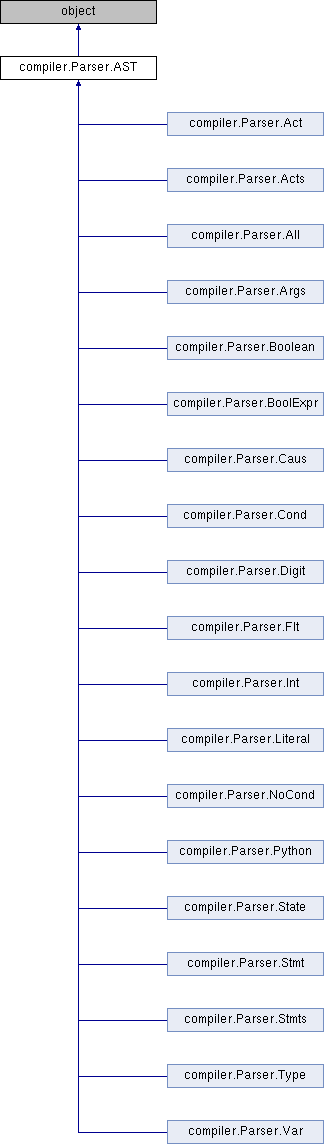 object
compiler.Parser.AST
compiler.Parser.Act
compiler.Parser.Acts
compiler.Parser.All
compiler.Parser.Args
compiler.Parser.Boolean
compiler.Parser.BoolExpr
compiler.Parser.Caus
compiler.Parser.Cond
compiler.Parser.Digit
compiler.Parser.Flt
compiler.Parser.Int
compiler.Parser.Literal
compiler.Parser.NoCond
compiler.Parser.Python
compiler.Parser.State
compiler.Parser.Stmt
compiler.Parser.Stmts
compiler.Parser.Type
compiler.Parser.Var